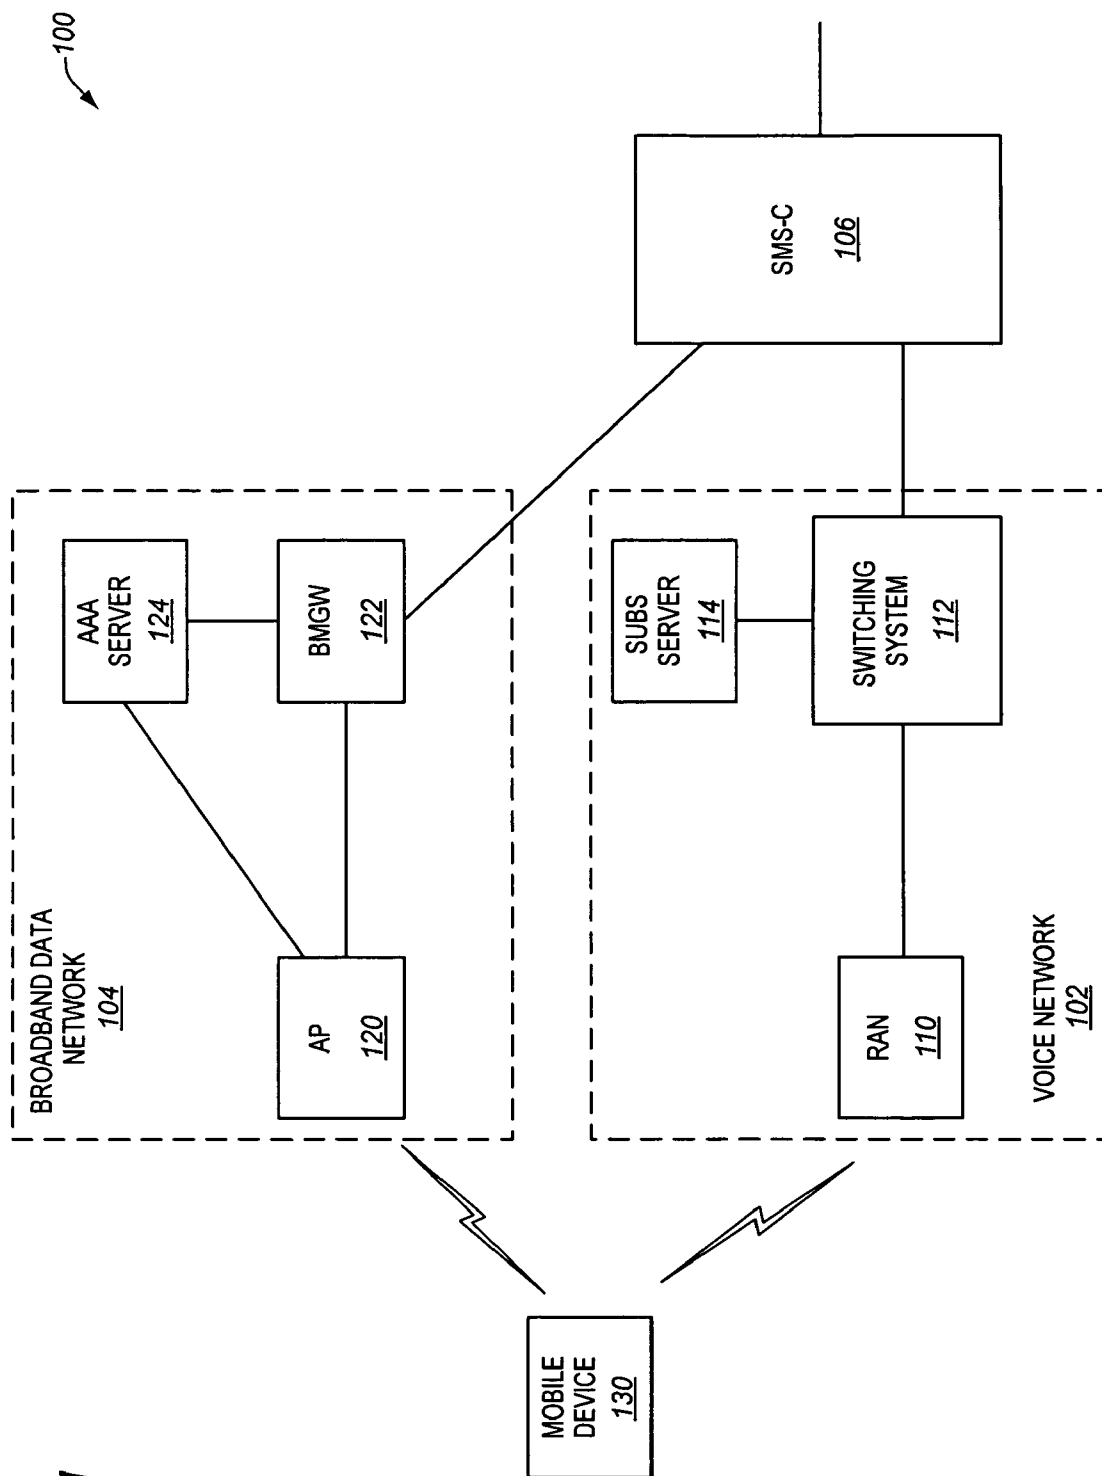 100
BROADBAND DATA
NETWORK
104
AAA
SERVER
124
AP
120
BMGW
122
SMS-C
106
MOBILE
DEVICE
130
SUBS
SERVER
114
RAN
110
SWITCHING
SYSTEM
112
VOICE NETWORK
102